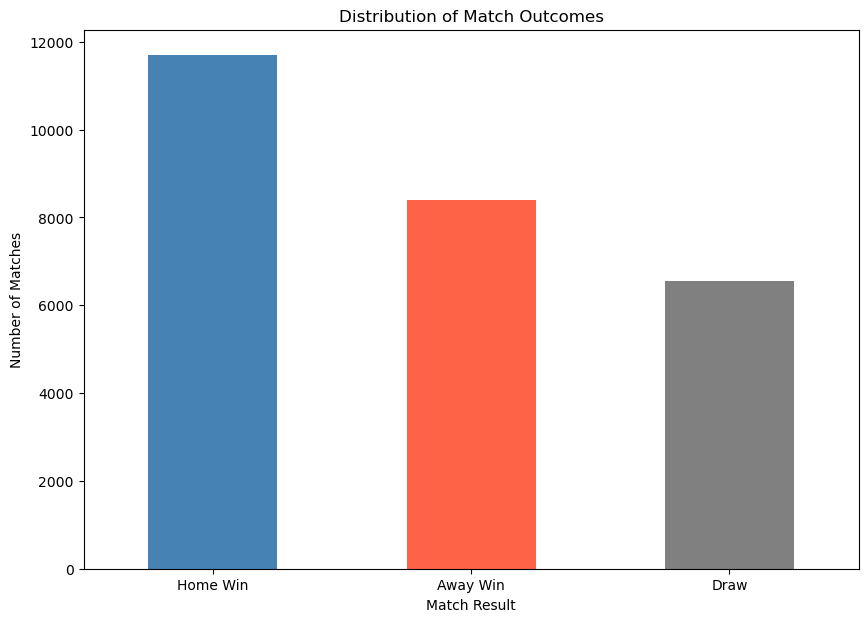 Distribution of Match Outcomes
12000
10000
8000
6000
4000
2000
0
Number of Matches
Home Win
Away Win
Draw
Match Result